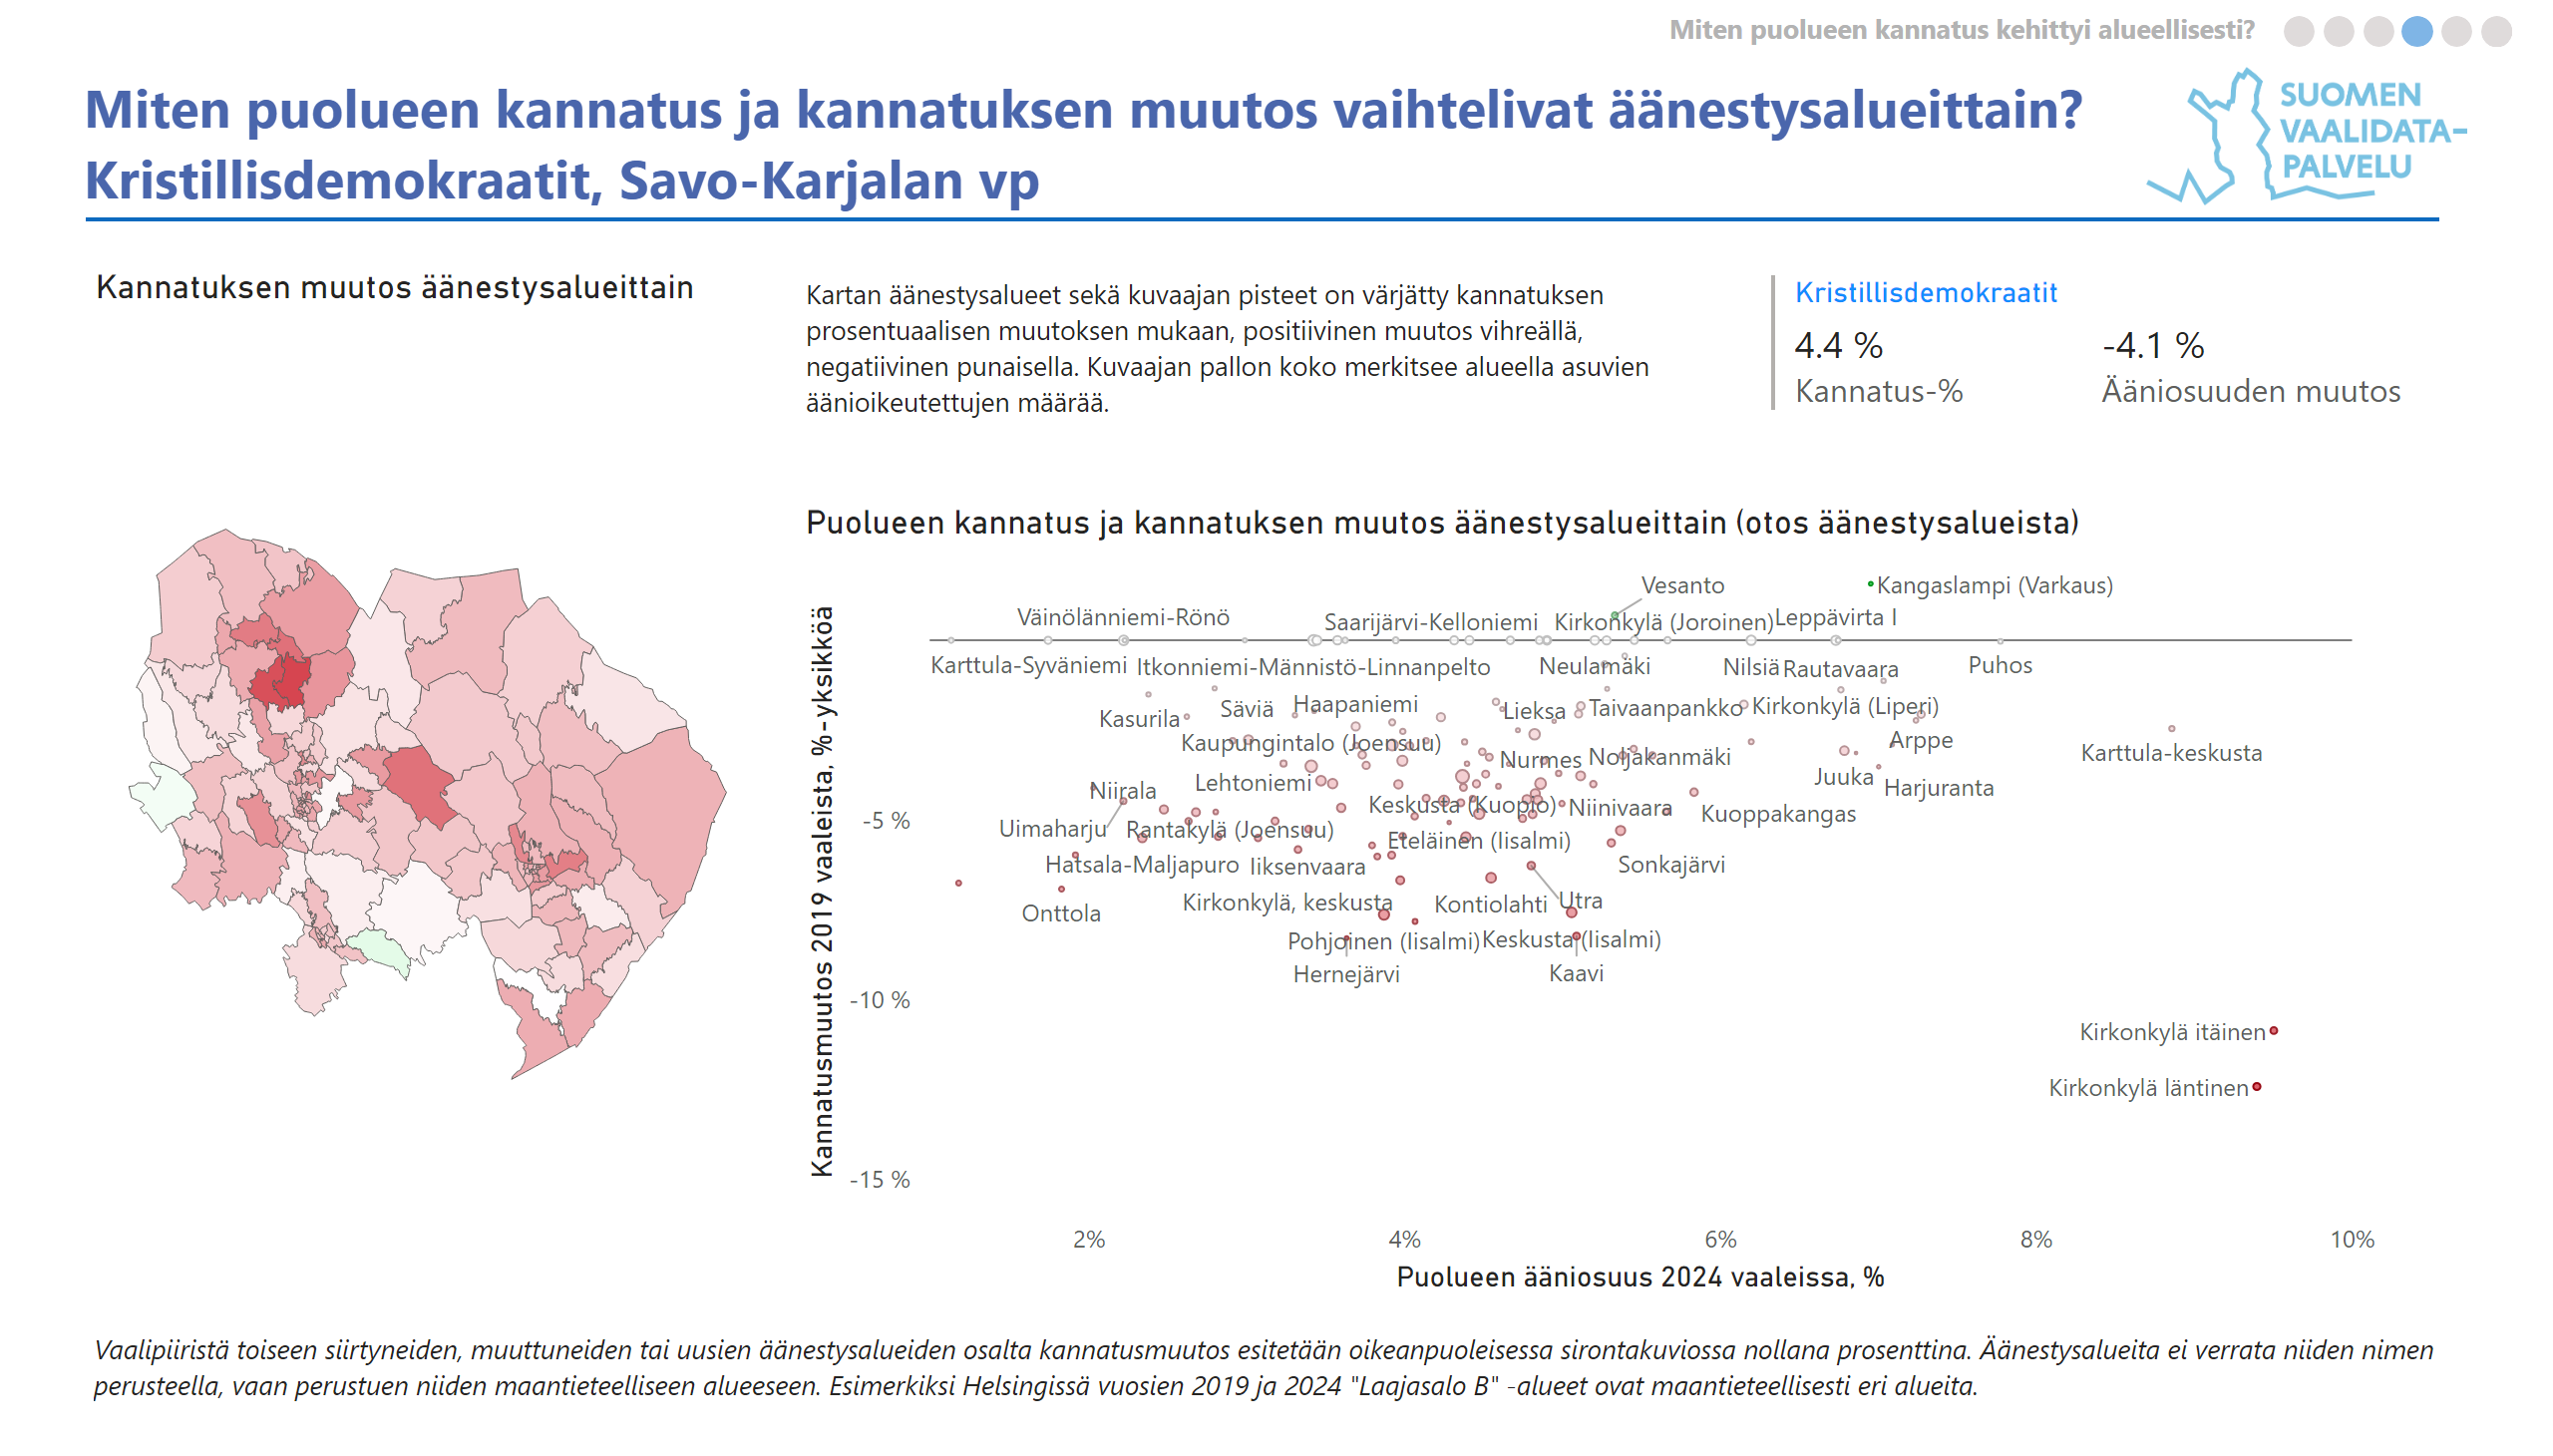 Miten puolueen kannatus kehittyi alueellisesti?
Miten puolueen kannatus ja kannatuksen muutos vaihtelivat äänestysalueittain?
Kristillisdemokraatit, Savo-Karjalan vp
SUOMEN
VAALIDATA-
PALVELU
Kannatuksen muutos äänestysalueittain
Kartan äänestysalueet sekä kuvaajan pisteet on värjätty kannatuksen
prosentuaalisen muutoksen mukaan, positiivinen muutos vihreällä,
negatiivinen punaisella. Kuvaajan pallon koko merkitsee alueella asuvien
äänioikeutettujen määrää.
Kristillisdemokraatit
4.4 %
-4.1 %
Kannatus-%
Ääniosuuden muutos
Puolueen kannatus ja kannatuksen muutos äänestysalueittain (otos äänestysalueista)
Kannatusmuutos 2019 vaaleista, %-yksikköä
Vesanto
Kangaslampi (Varkaus)
Väinölänniemi-Rönö
Saarijärvi-Kelloniemi
Kirkonkylä (Joroinen)
Leppävirta I
Karttula-Syväniemi
Itkonniemi-Männistö-Linnanpelto
Neulamäki
Nilsiä
Rautavaara
Puhos
Kasurila
Säviä
Haapaniemi
Lieksa
Taivaanpankko
Kirkonkylä (Liperi)
Kaupungintalo (Joensuu)
Nurmes
Noljakanmäki
Arppe
Karttula-keskusta
Niirala
Lehtoniemi
Juuka
Harjuranta
Keskusta (Kuopio)
Niinivaara
Kuoppakangas
-5 %
Uimaharju
Rantakylä (Joensuu)
Eteläinen (Iisalmi)
Hatsala-Maljapuro
Iiksenvaara
Sonkajärvi
Onttola
Kirkonkylä, keskusta
Kontiolahti
Utra
Pohjoinen (Iisalmi)
Keskusta (Iisalmi)
Hernejärvi
Kaavi
-10 %
Kirkonkylä itäinen
Kirkonkylä läntinen
-15 %
2%
4%
6%
8%
10%
Puolueen ääniosuus 2024 vaaleissa, %
Vaalipiiristä toiseen siirtyneiden, muuttuneiden tai uusien äänestysalueiden osalta kannatusmuutos esitetään oikeanpuoleisessa sirontakuviossa nollana prosenttina. Äänestysalueita ei verrata niiden nimen
perusteella, vaan perustuen niiden maantieteelliseen alueeseen. Esimerkiksi Helsingissä vuosien 2019 ja 2024 "Laajasalo B" -alueet ovat maantieteellisesti eri alueita.